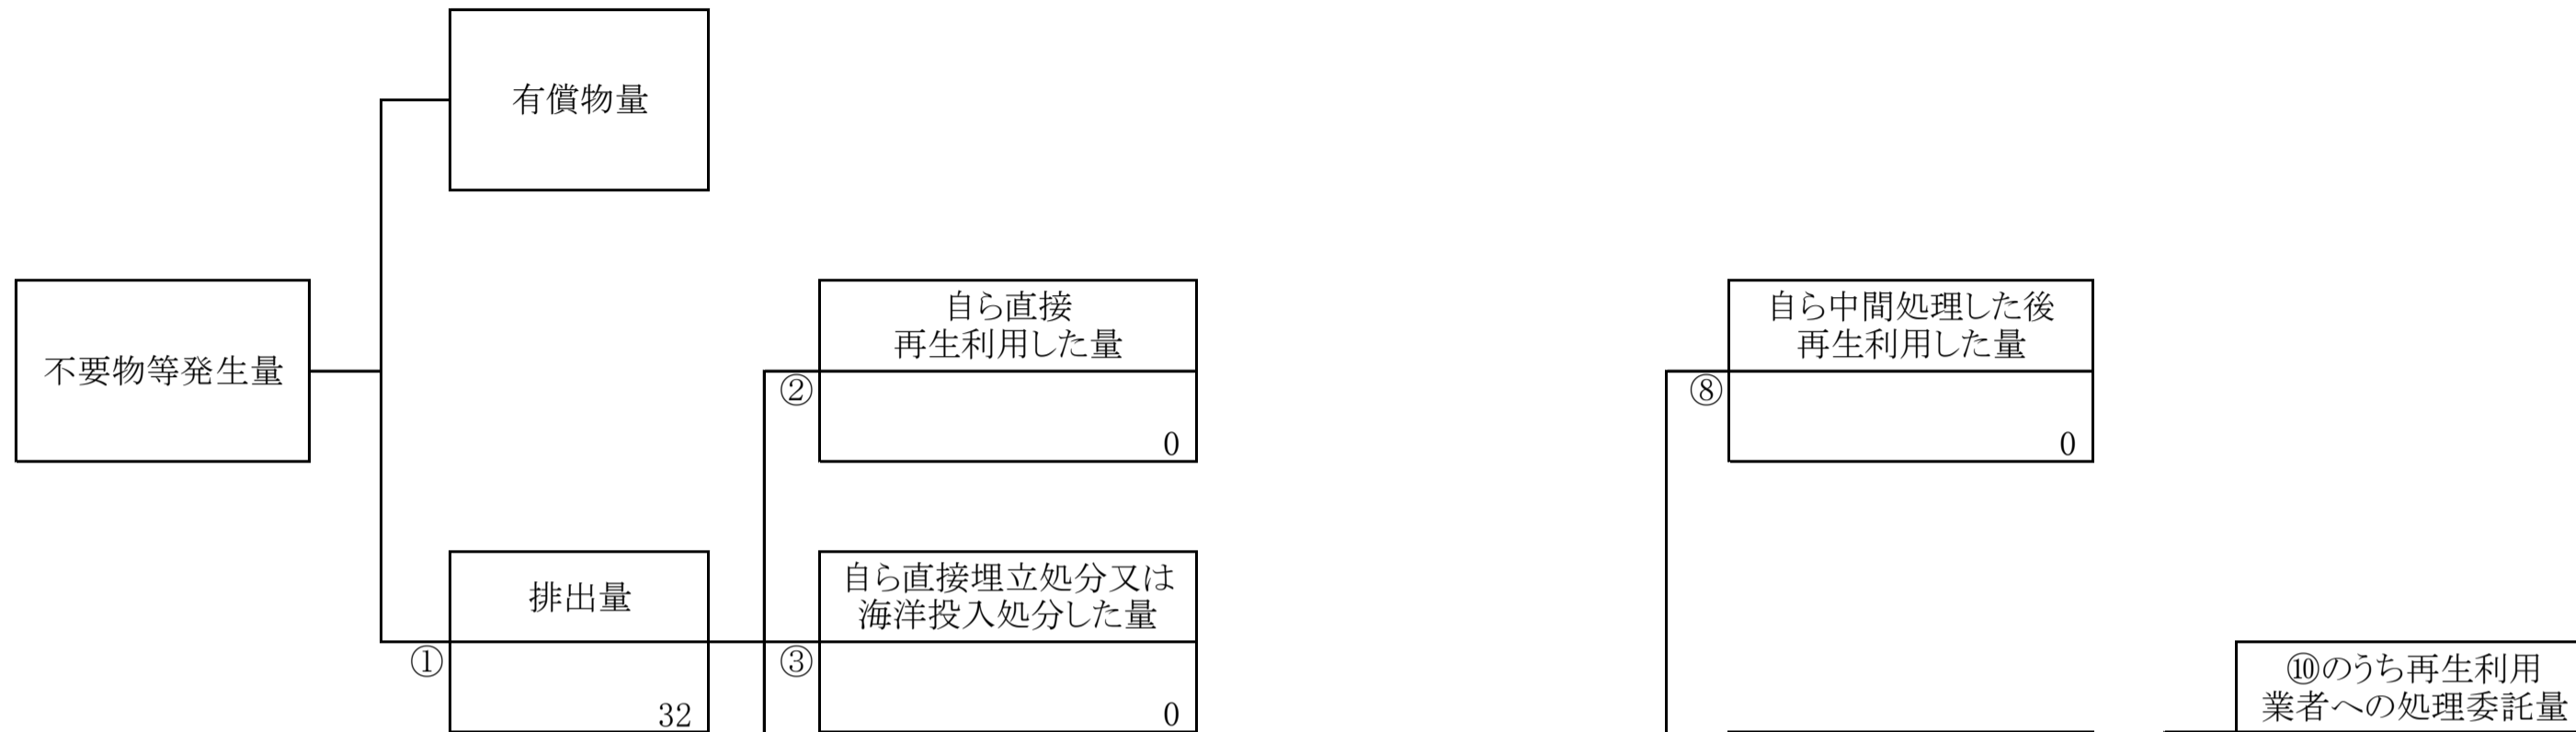 有償物量
不要物等発生量
自ら直接
再生利用した量
②
0
自ら中間処理した後
再生利用した量
⑧
0
排出量
①
32
自ら直接埋立処分又は
海洋投入処分した量
③
0
⑩のうち再生利用
業者への処理委託量